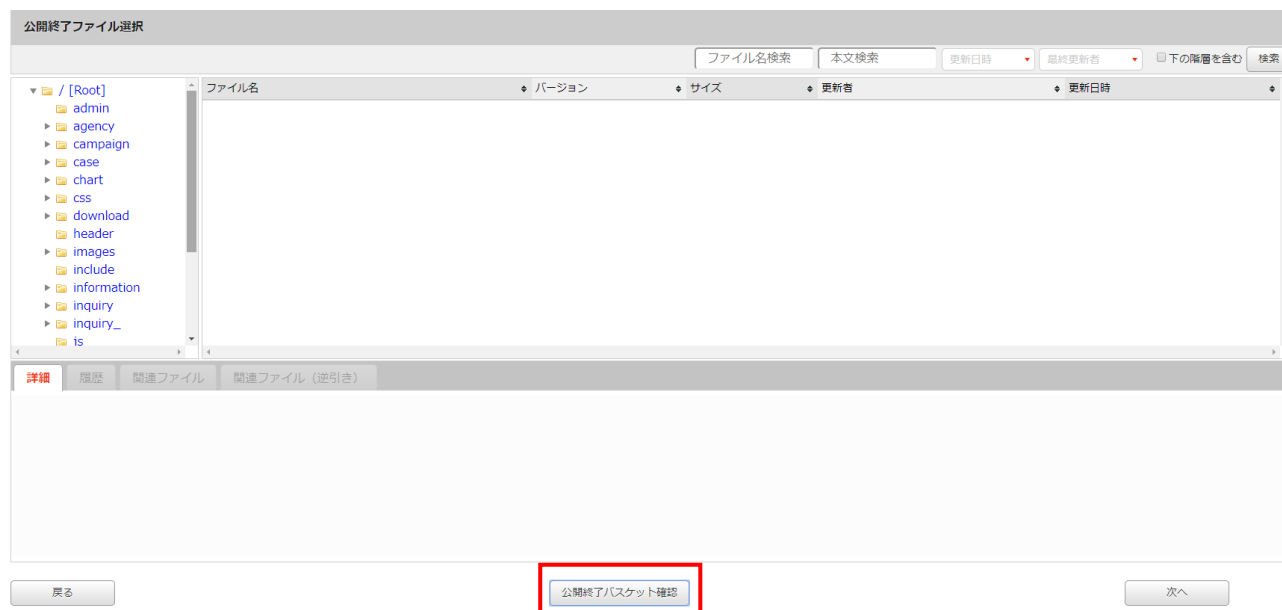 公開終了ファイル選択
ファイル名検索 本文検索 更新日時 最終更新者 下の階層を含む 検索
ファイル名 バージョン サイズ 更新者 更新日時
/ [Root]
admin
agency
campaign
case
chart
css
download
header
images
include
information
inquiry
inquiry_
js
詳細 履歴 関連ファイル 関連ファイル（逆引き）
戻る 公開終了バスケット確認 次へ